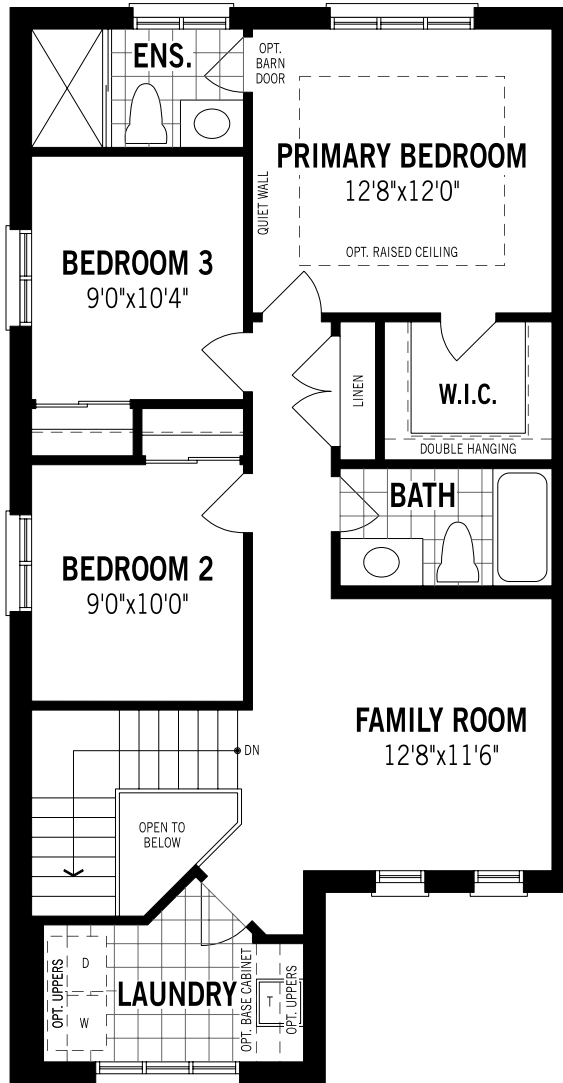 ENS.
OPT.
BARN
DOOR
PRIMARY BEDROOM
12'8"x12'0"
QUIET WALL
OPT. RAISED CEILING
BEDROOM 3
9'0"x10'4"
LINEN
W.I.C.
DOUBLE HANGING
BATH
BEDROOM 2
9'0"x10'0"
FAMILY ROOM
12'8"x11'6"
DN
OPEN TO
BELOW
LAUNDRY
OPT. UPPERS
D
W
OPT. BASE CABINET
T
OPT. UPPERS